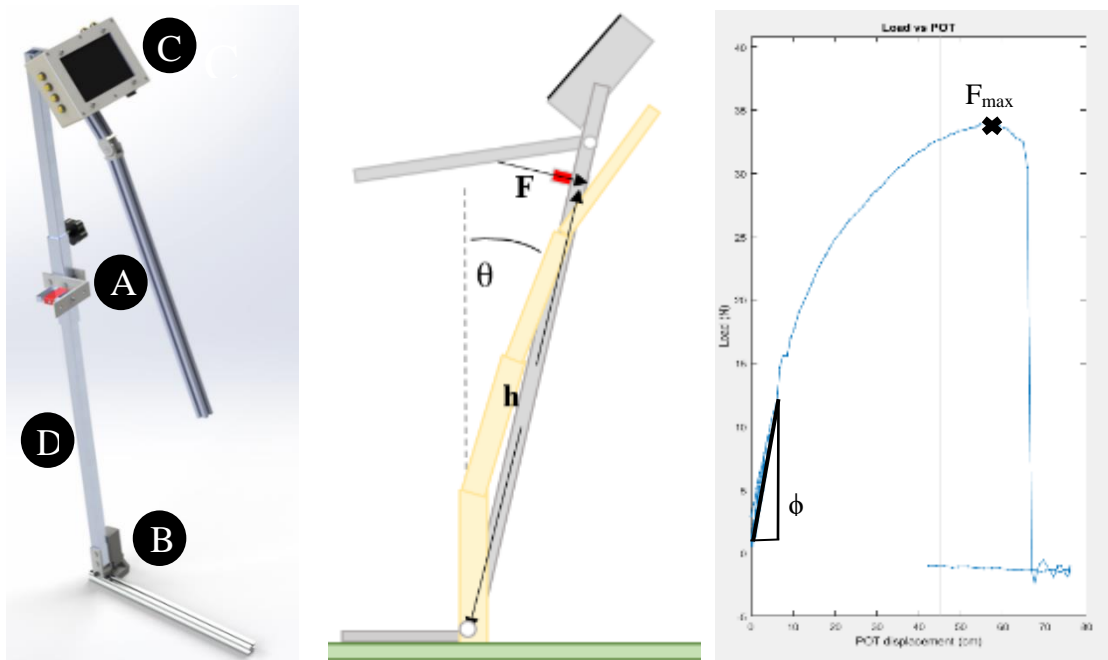 C
A
D
B
F
θ
h
Load vs POT
F_max
ϕ
Load (N)
40
35
30
25
20
15
10
5
0
-5
0 10 20 30 40 50 60 70 80
POT displacement (cm)